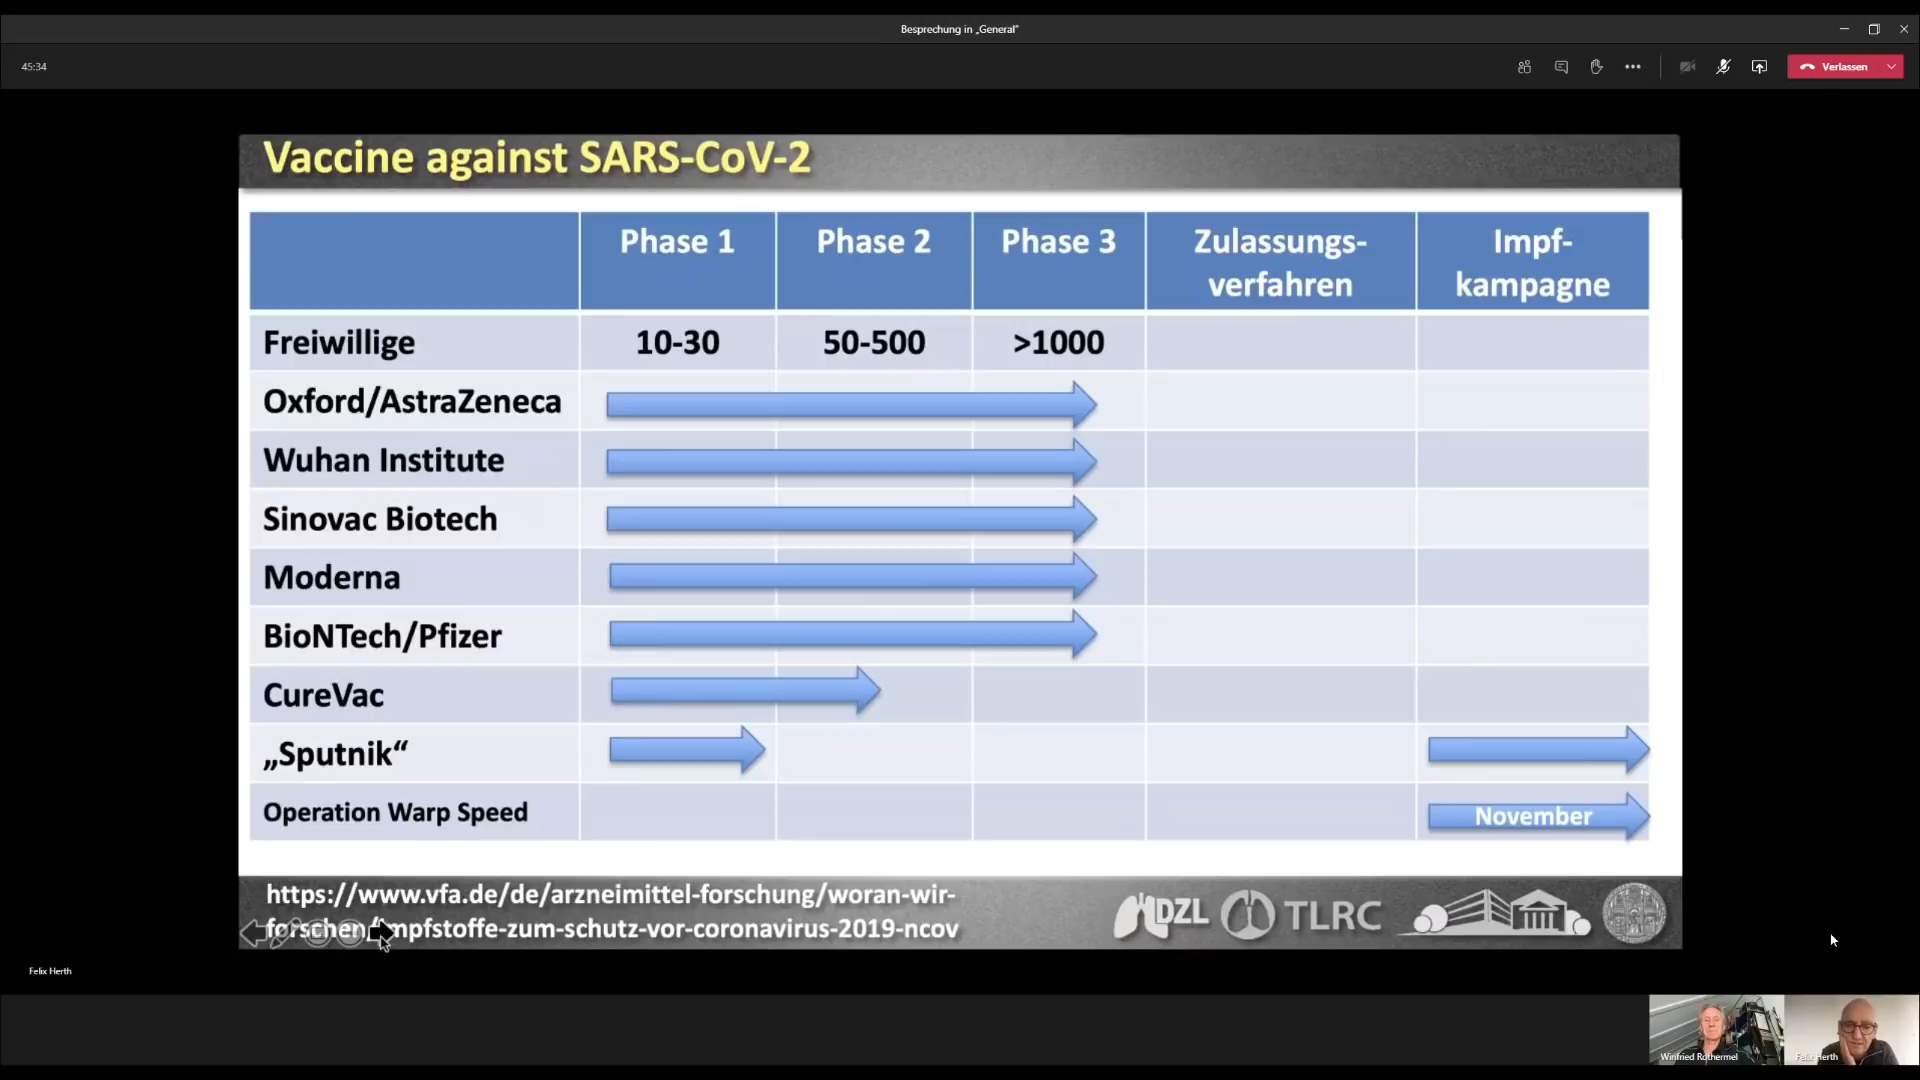 Besprechung in „General“
45:34
Verlassen
Vaccine against SARS-CoV-2
Phase 1
Phase 2
Phase 3
Zulassungs-
verfahren
Impf-
kampagne
Freiwillige
10-30
50-500
>1000
Oxford/AstraZeneca
Wuhan Institute
Sinovac Biotech
Moderna
BioNTech/Pfizer
CureVac
„Sputnik“
Operation Warp Speed
November
https://www.vfa.de/de/arzneimittel-forschung/woran-wir-
forschen/impfstoffe-zum-schutz-vor-coronavirus-2019-ncov
DZL
TLRC
Felix Herth
Winfried Rothermel
Felix Herth